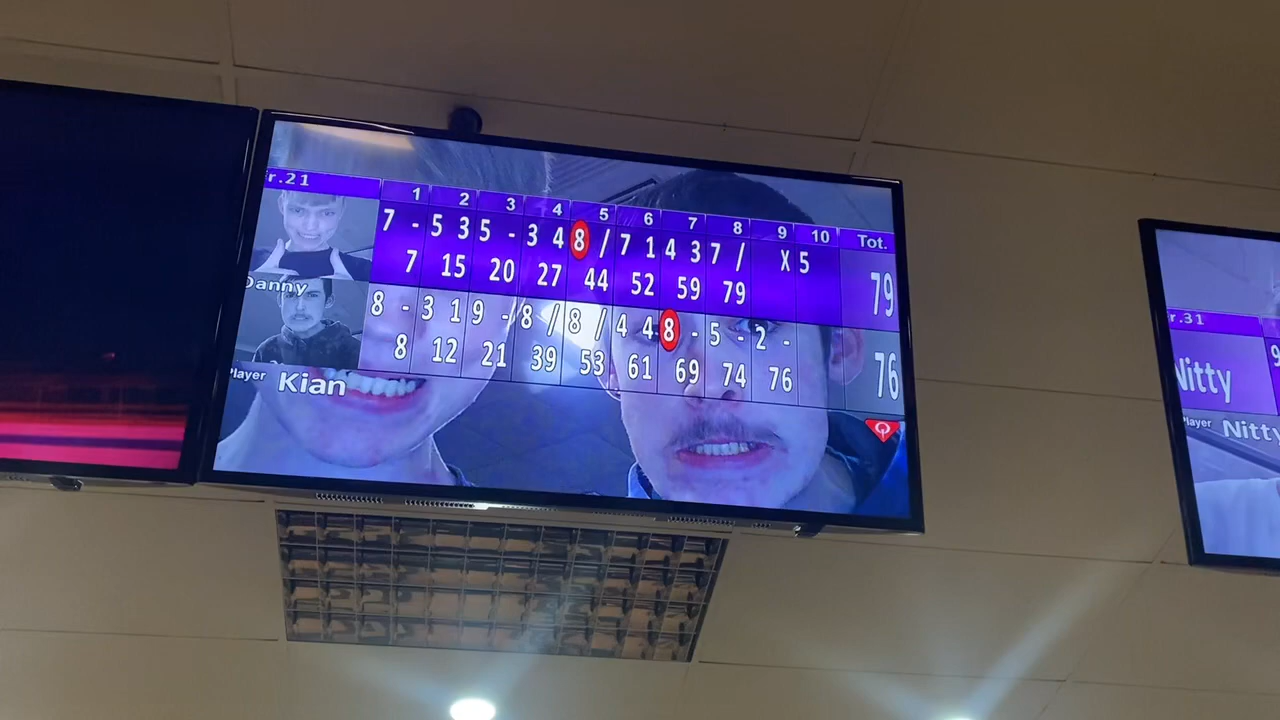 r.21 1 2 3 4 5 6 7 8 9 10 Tot.
7 - 5 3 5 - 3 4 8 / 7 1 4 3 7 / X 5
7 15 20 27 44 52 59 79 79
Danny
8 - 3 1 9 - 8 / 8 / 4 4 8 - 5 - 2 -
8 12 21 39 53 61 69 74 76 76
Player Kian
r.31
Nitty 9
Player Nitty